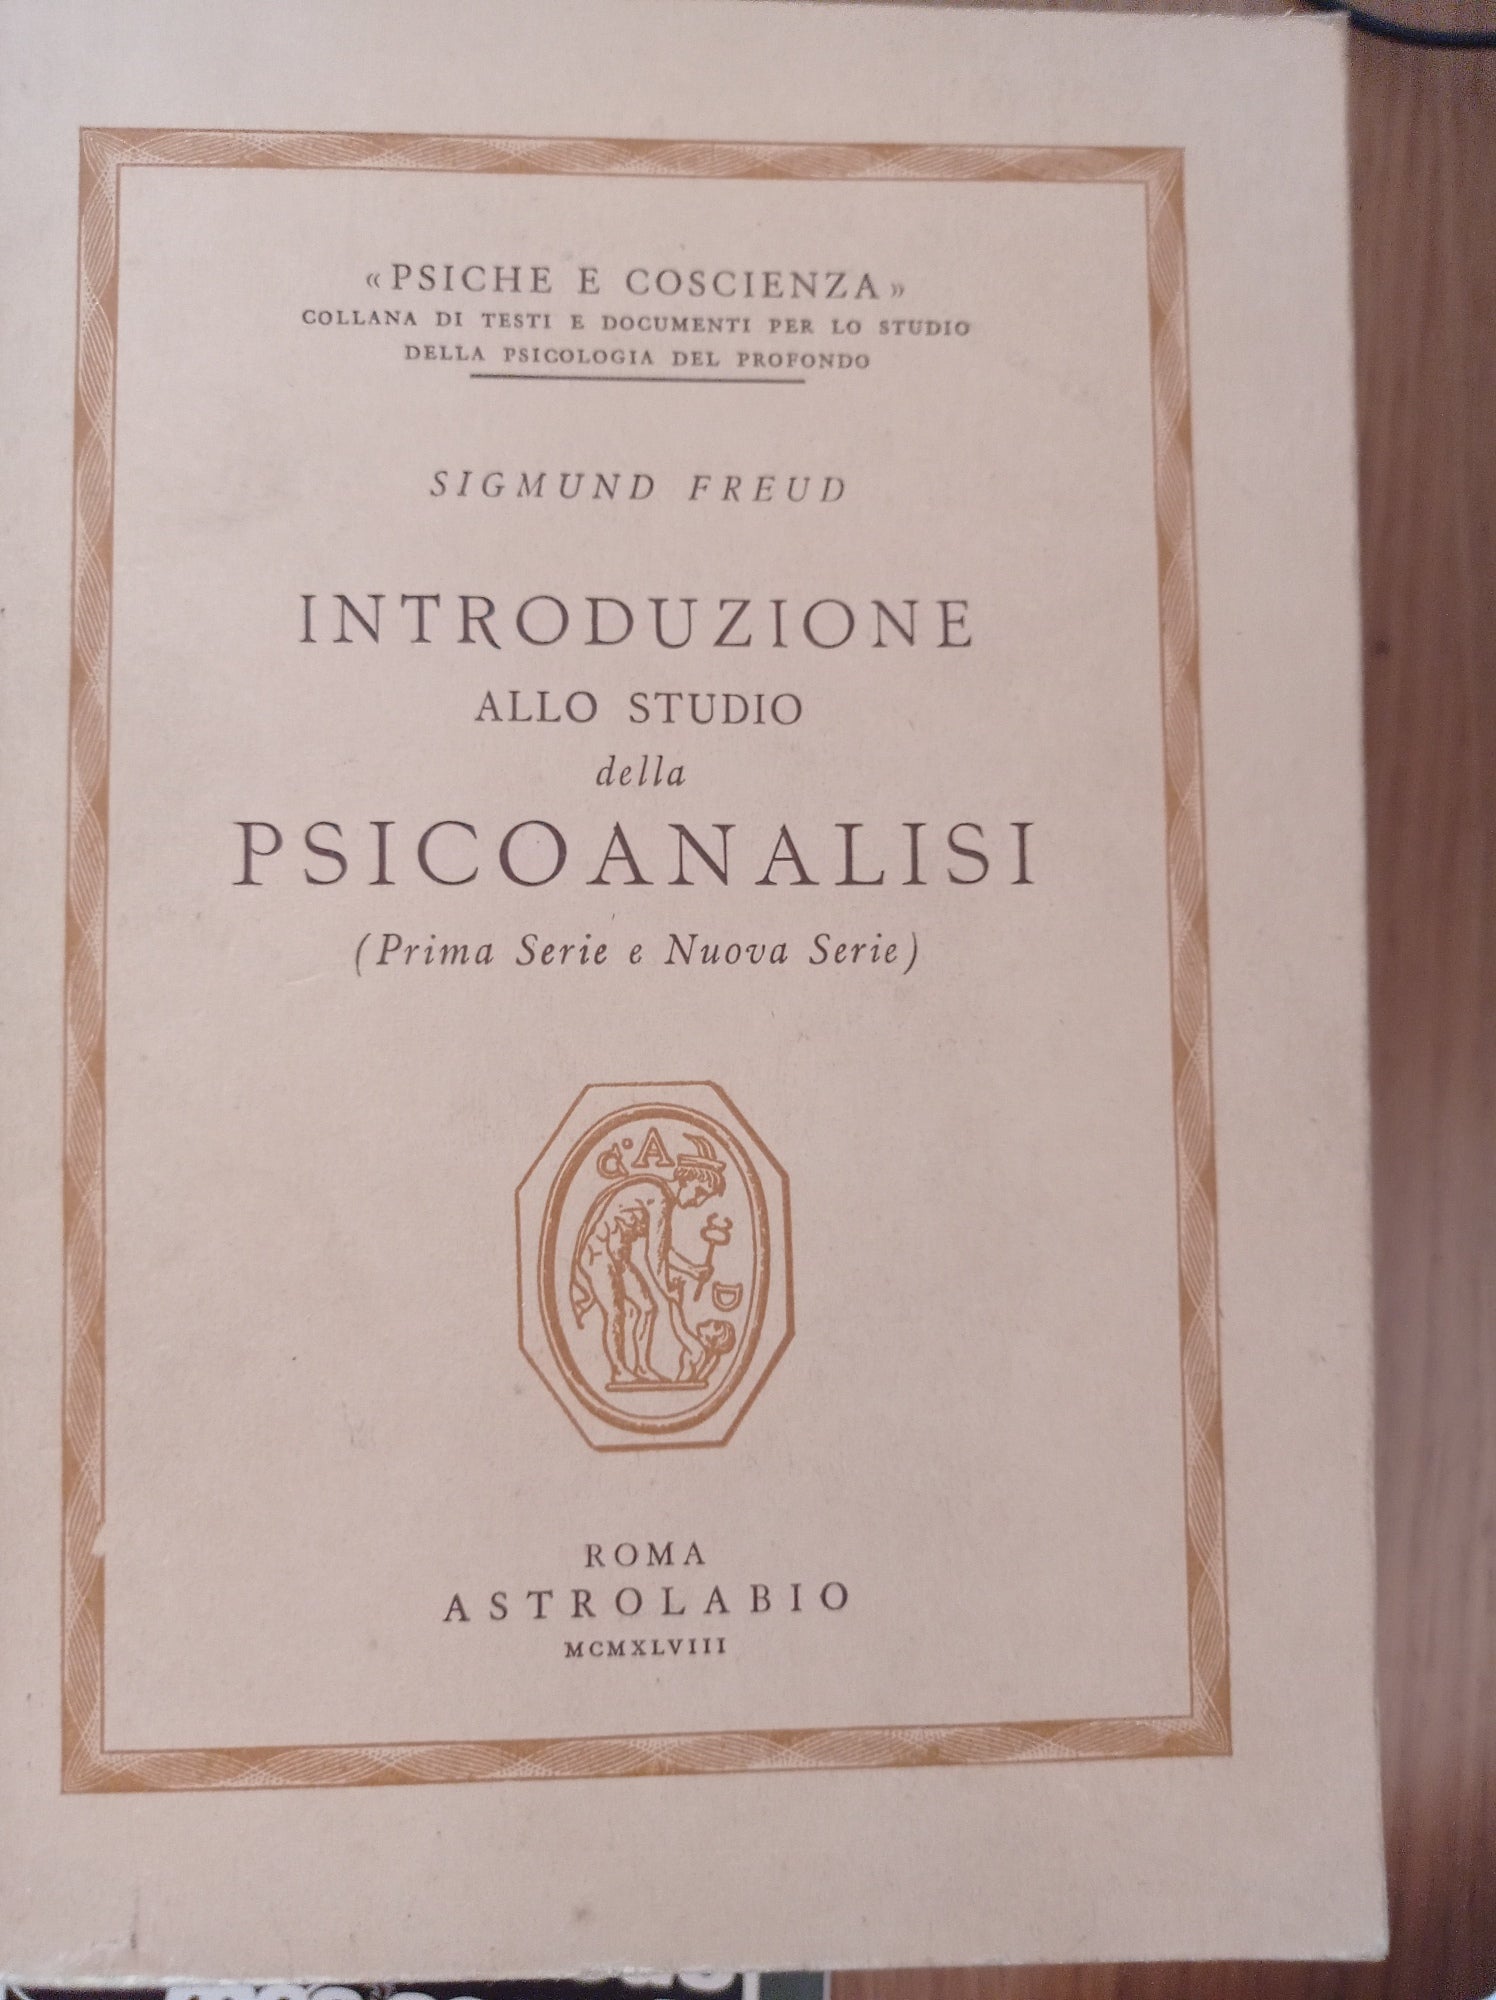 « PSICHE E COSCIENZA »
COLLANA DI TESTI E DOCUMENTI PER LO STUDIO
DELLA PSICOLOGIA DEL PROFONDO
SIGMUND FREUD
INTRODUZIONE
ALLO STUDIO
della
PSICOANALISI
(Prima Serie e Nuova Serie)
A
D
ROMA
ASTROLABIO
MCMXLVIII